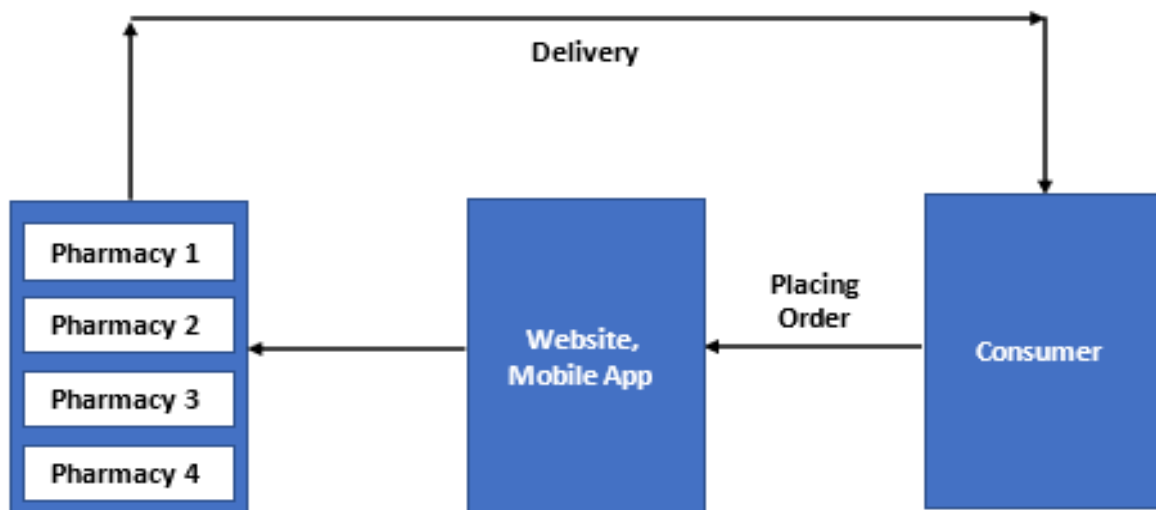 Delivery
Pharmacy 1
Pharmacy 2
Pharmacy 3
Pharmacy 4
Website,
Mobile App
Placing
Order
Consumer